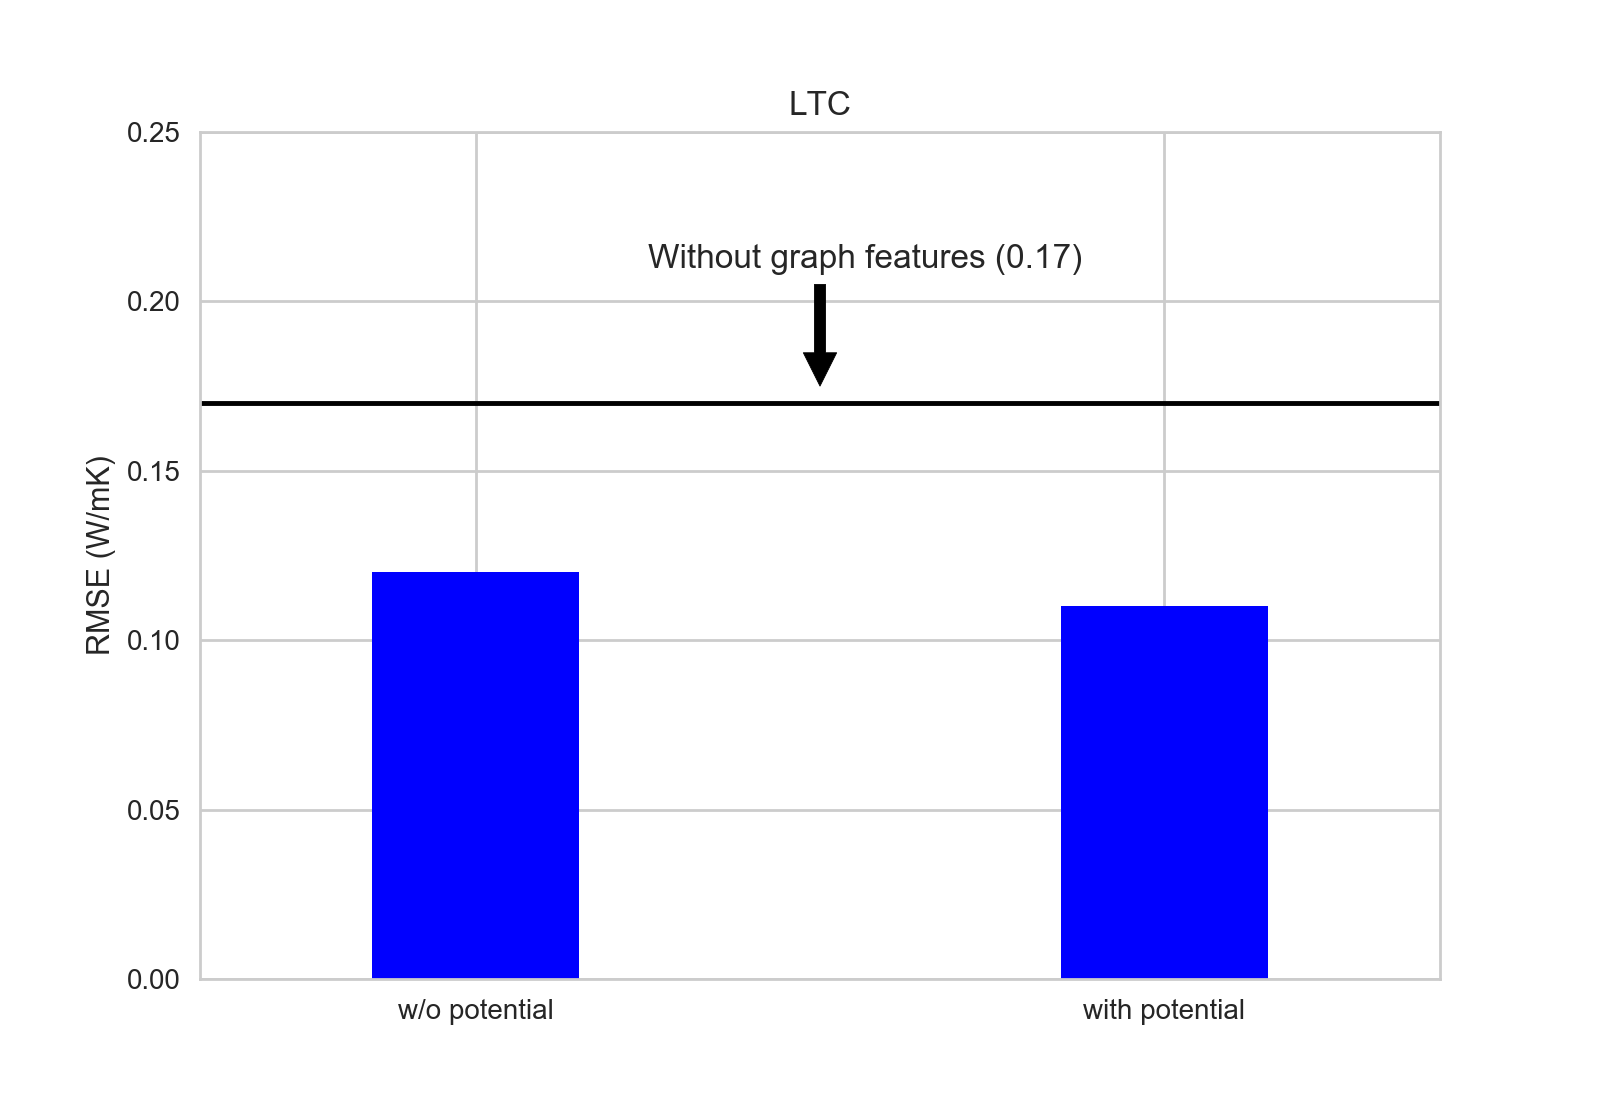 LTC
0.25
Without graph features (0.17)
0.20
0.15
RMSE (W/mK)
0.10
0.05
0.00
w/o potential
with potential